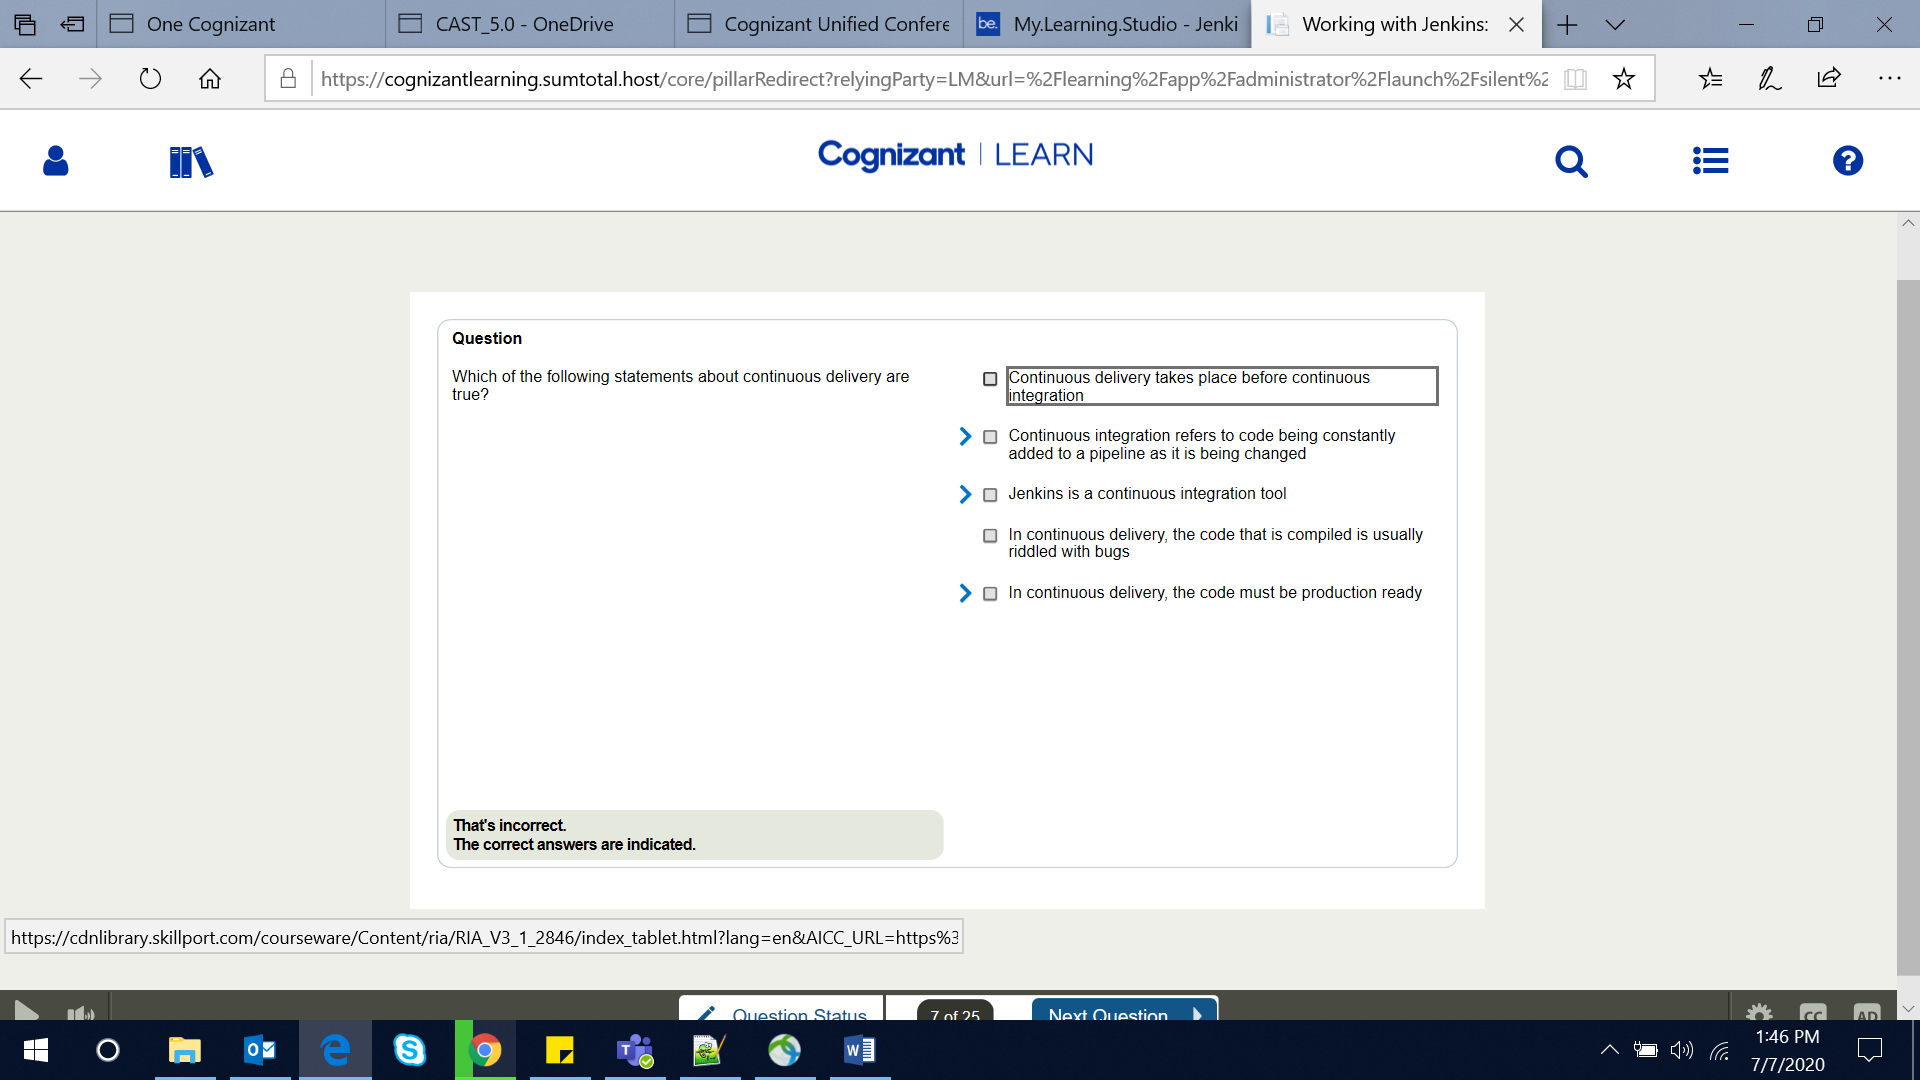 One Cognizant
CAST_5.0 - OneDrive
Cognizant Unified Confere
be. My.Learning.Studio - Jenki
Working with Jenkins:
https://cognizantlearning.sumtotal.host/core/pillarRedirect?relyingParty=LM&url=%2Flearning%2Fapp%2Fadministrator%2Flaunch%2Fsilent%2
Cognizant | LEARN
Question
Which of the following statements about continuous delivery are
true?
Continuous delivery takes place before continuous
integration
Continuous integration refers to code being constantly
added to a pipeline as it is being changed
Jenkins is a continuous integration tool
In continuous delivery, the code that is compiled is usually
riddled with bugs
In continuous delivery, the code must be production ready
That's incorrect.
The correct answers are indicated.
https://cdnlibrary.skillport.com/courseware/Content/ria/RIA_V3_1_2846/index_tablet.html?lang=en&AICC_URL=https%3
Question Status
7 of 25
Next Question
CC
AD
1:46 PM
7/7/2020